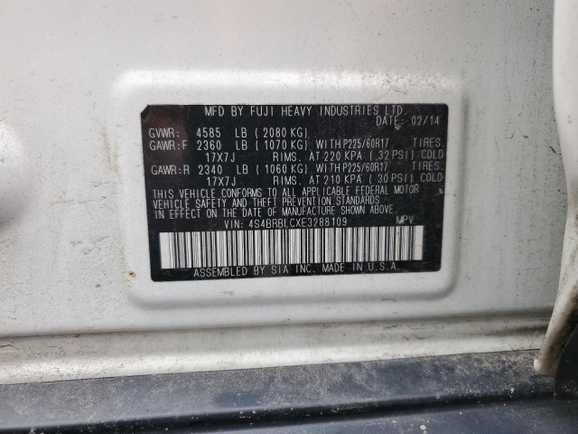 MFD BY FUJI HEAVY INDUSTRIES LTD.
DATE: 02/14
GVWR: 4585 LB ( 2080 KG)
GAWR:F 2360 LB ( 1070 KG) WITH P225/60R17 TIRES.
17X7J RIMS. AT 220 KPA ( 32 PSI) COLD
GAWR:R 2340 LB ( 1060 KG) WITH P225/60R17 TIRES.
17X7J RIMS. AT 210 KPA ( 30 PSI) COLD
THIS VEHICLE CONFORMS TO ALL APPLICABLE FEDERAL MOTOR
VEHICLE SAFETY AND THEFT PREVENTION STANDARDS
IN EFFECT ON THE DATE OF MANUFACTURE SHOWN ABOVE.
VIN: 4S4BRBLCXE3288109 MPV
ASSEMBLED BY SIA INC. MADE IN U.S.A.